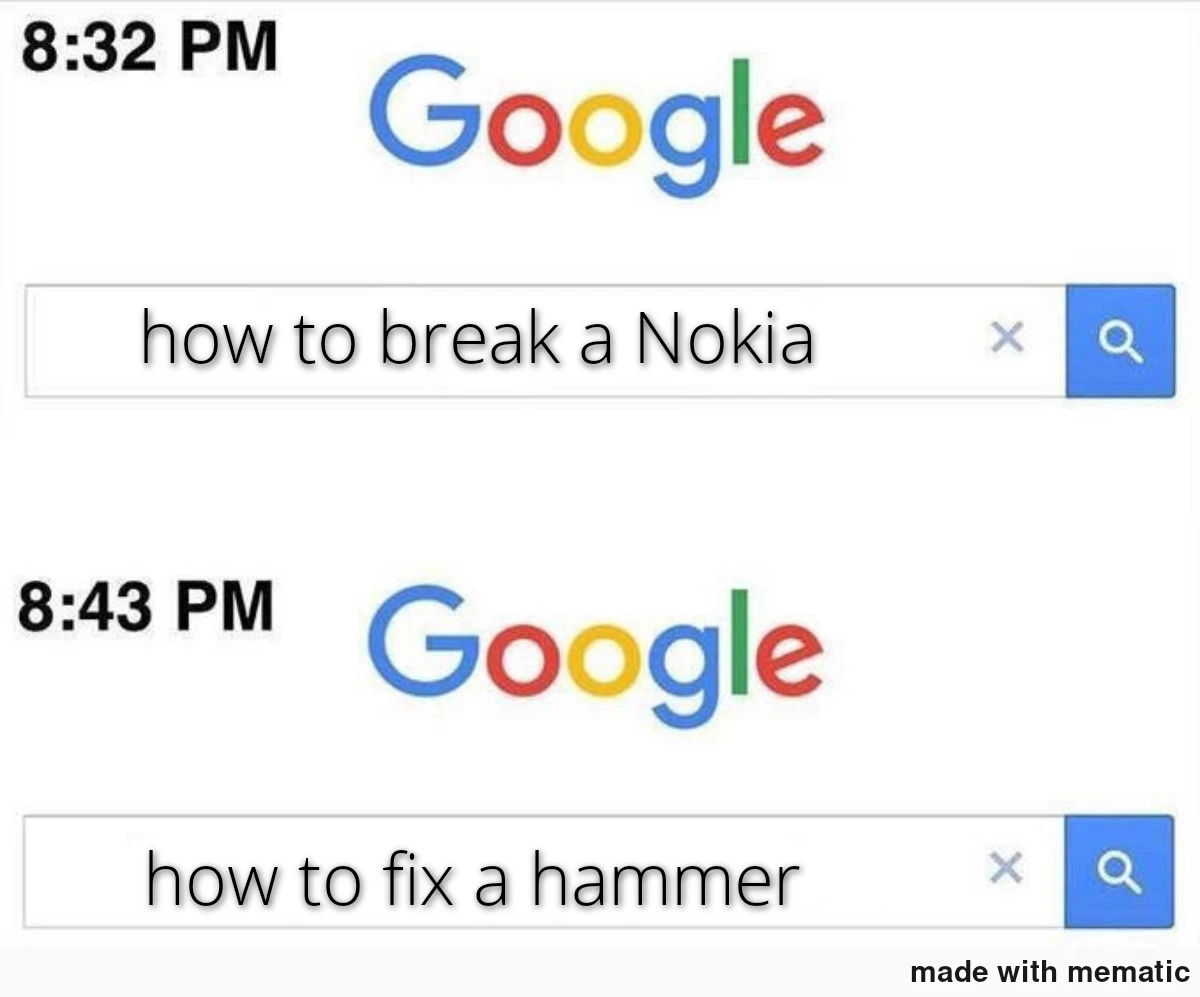 8:32 PM
Google
how to break a Nokia
8:43 PM
Google
how to fix a hammer
made with mematic